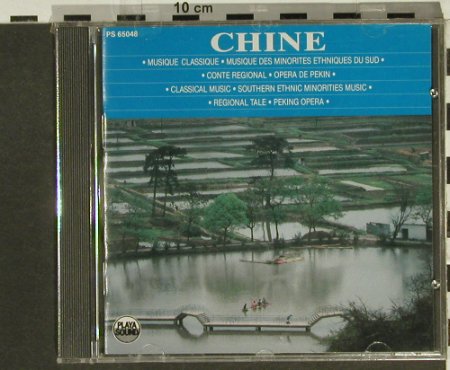 10 cm
PS 65048
CHINE
• MUSIQUE CLASSIQUE • MUSIQUE DES MINORITES ETHNIQUES DU SUD •
• CONTE REGIONAL • OPERA DE PEKIN •
• CLASSICAL MUSIC • SOUTHERN ETHNIC MINORITIES MUSIC •
• REGIONAL TALE • PEKING OPERA •
PLAYA
SOUND